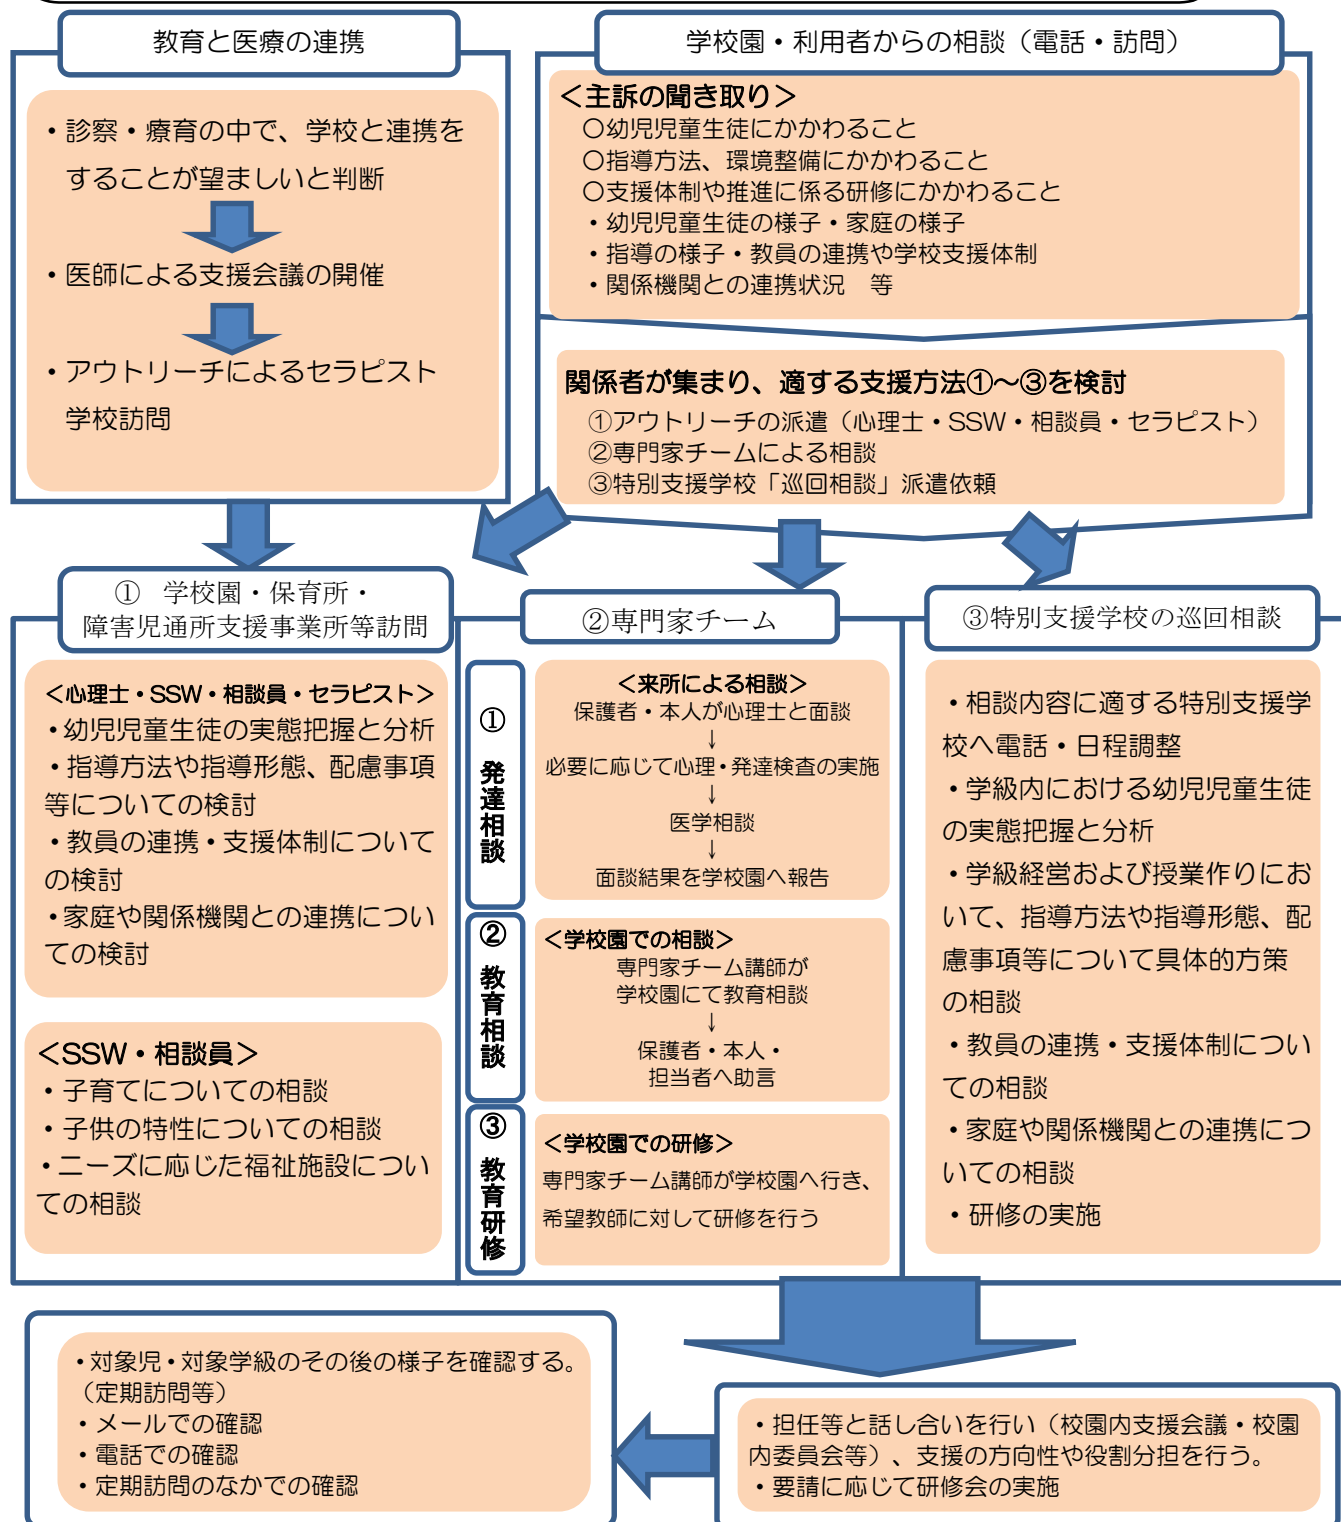 教育と医療の連携
・診察・療育の中で、学校と連携を
することが望ましいと判断
・医師による支援会議の開催
・アウトリーチによるセラピスト
学校訪問
学校園・利用者からの相談（電話・訪問）
＜主訴の聞き取り＞
〇幼児児童生徒にかかわること
〇指導方法、環境整備にかかわること
〇支援体制や推進に係る研修にかかわること
・幼児児童生徒の様子・家庭の様子
・指導の様子・教員の連携や学校支援体制
・関係機関との連携状況　等
関係者が集まり、適する支援方法①～③を検討
①アウトリーチの派遣（心理士・SSW・相談員・セラピスト）
②専門家チームによる相談
③特別支援学校「巡回相談」派遣依頼
①　学校園・保育所・
障害児通所支援事業所等訪問
＜心理士・SSW・相談員・セラピスト＞
・幼児児童生徒の実態把握と分析
・指導方法や指導形態、配慮事項
等についての検討
・教員の連携・支援体制について
の検討
・家庭や関係機関との連携につい
ての検討
＜SSW・相談員＞
・子育てについての相談
・子供の特性についての相談
・ニーズに応じた福祉施設につい
ての相談
②専門家チーム
① 発達相談
＜来所による相談＞
保護者・本人が心理士と面談
↓
必要に応じて心理・発達検査の実施
↓
医学相談
↓
面談結果を学校園へ報告
② 教育相談
＜学校園での相談＞
専門家チーム講師が
学校園にて教育相談
↓
保護者・本人・
担当者へ助言
③ 教育研修
＜学校園での研修＞
専門家チーム講師が学校園へ行き、
希望教師に対して研修を行う
③特別支援学校の巡回相談
・相談内容に適する特別支援学
校へ電話・日程調整
・学級内における幼児児童生徒
の実態把握と分析
・学級経営および授業作りにお
いて、指導方法や指導形態、配
慮事項等について具体的方策
の相談
・教員の連携・支援体制につい
ての相談
・家庭や関係機関との連携につ
いての相談
・研修の実施
・担任等と話し合いを行い（校園内支援会議・校園
内委員会等）、支援の方向性や役割分担を行う。
・要請に応じて研修会の実施
・対象児・対象学級のその後の様子を確認する。
（定期訪問等）
・メールでの確認
・電話での確認
・定期訪問のなかでの確認